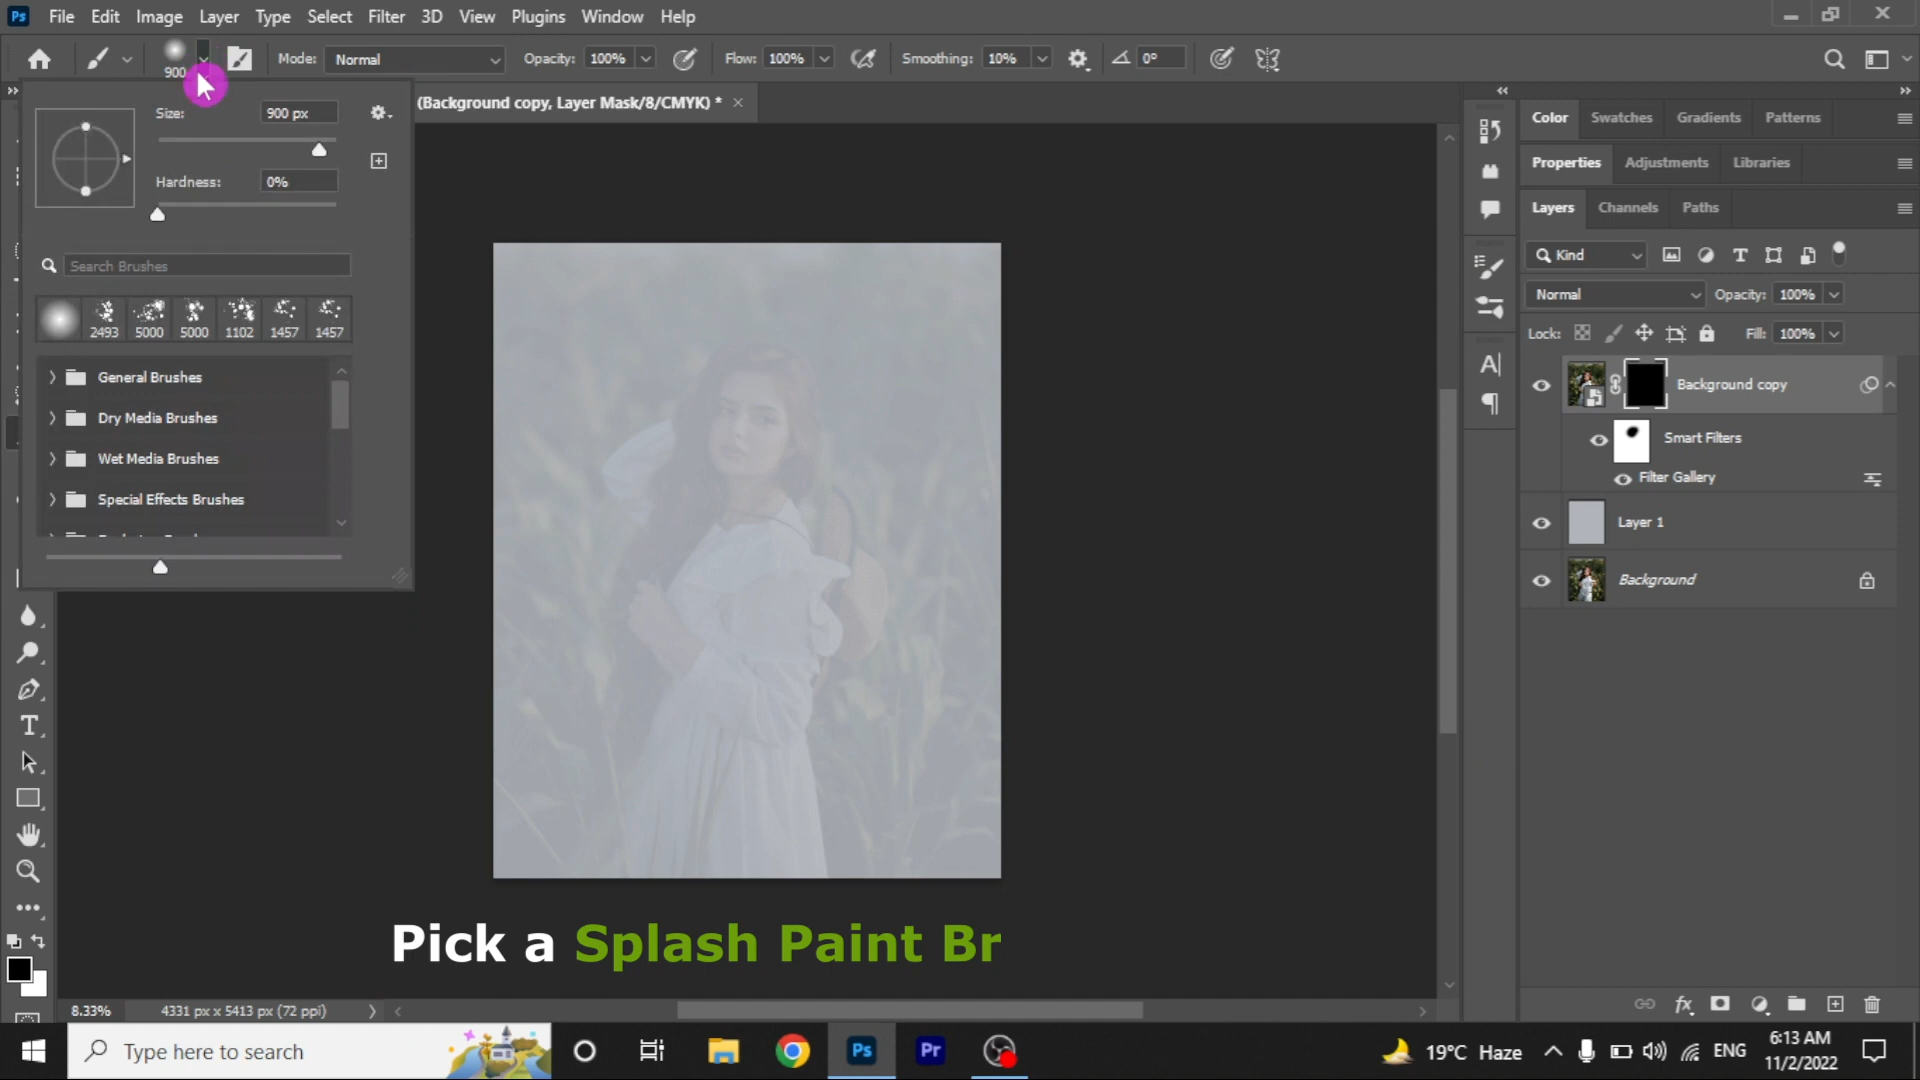 Ps File Edit Image Layer Type Select Filter 3D View Plugins Window Help
900 Mode: Normal Opacity: 100% Flow: 100% Smoothing: 10% 0°
(Background copy, Layer Mask/8/CMYK) *
Size: 900 px
Hardness: 0%
Search Brushes
2493 5000 5000 1102 1457 1457
General Brushes
Dry Media Brushes
Wet Media Brushes
Special Effects Brushes
Color Swatches Gradients Patterns
Properties Adjustments Libraries
Layers Channels Paths
Kind
Normal Opacity: 100%
Lock: Fill: 100%
Background copy
Smart Filters
Filter Gallery
Layer 1
Background
Pick a Splash Paint Br
8.33% 4331 px x 5413 px (72 ppi)
Type here to search
Ps Pr
19°C Haze ENG
6:13 AM
11/2/2022